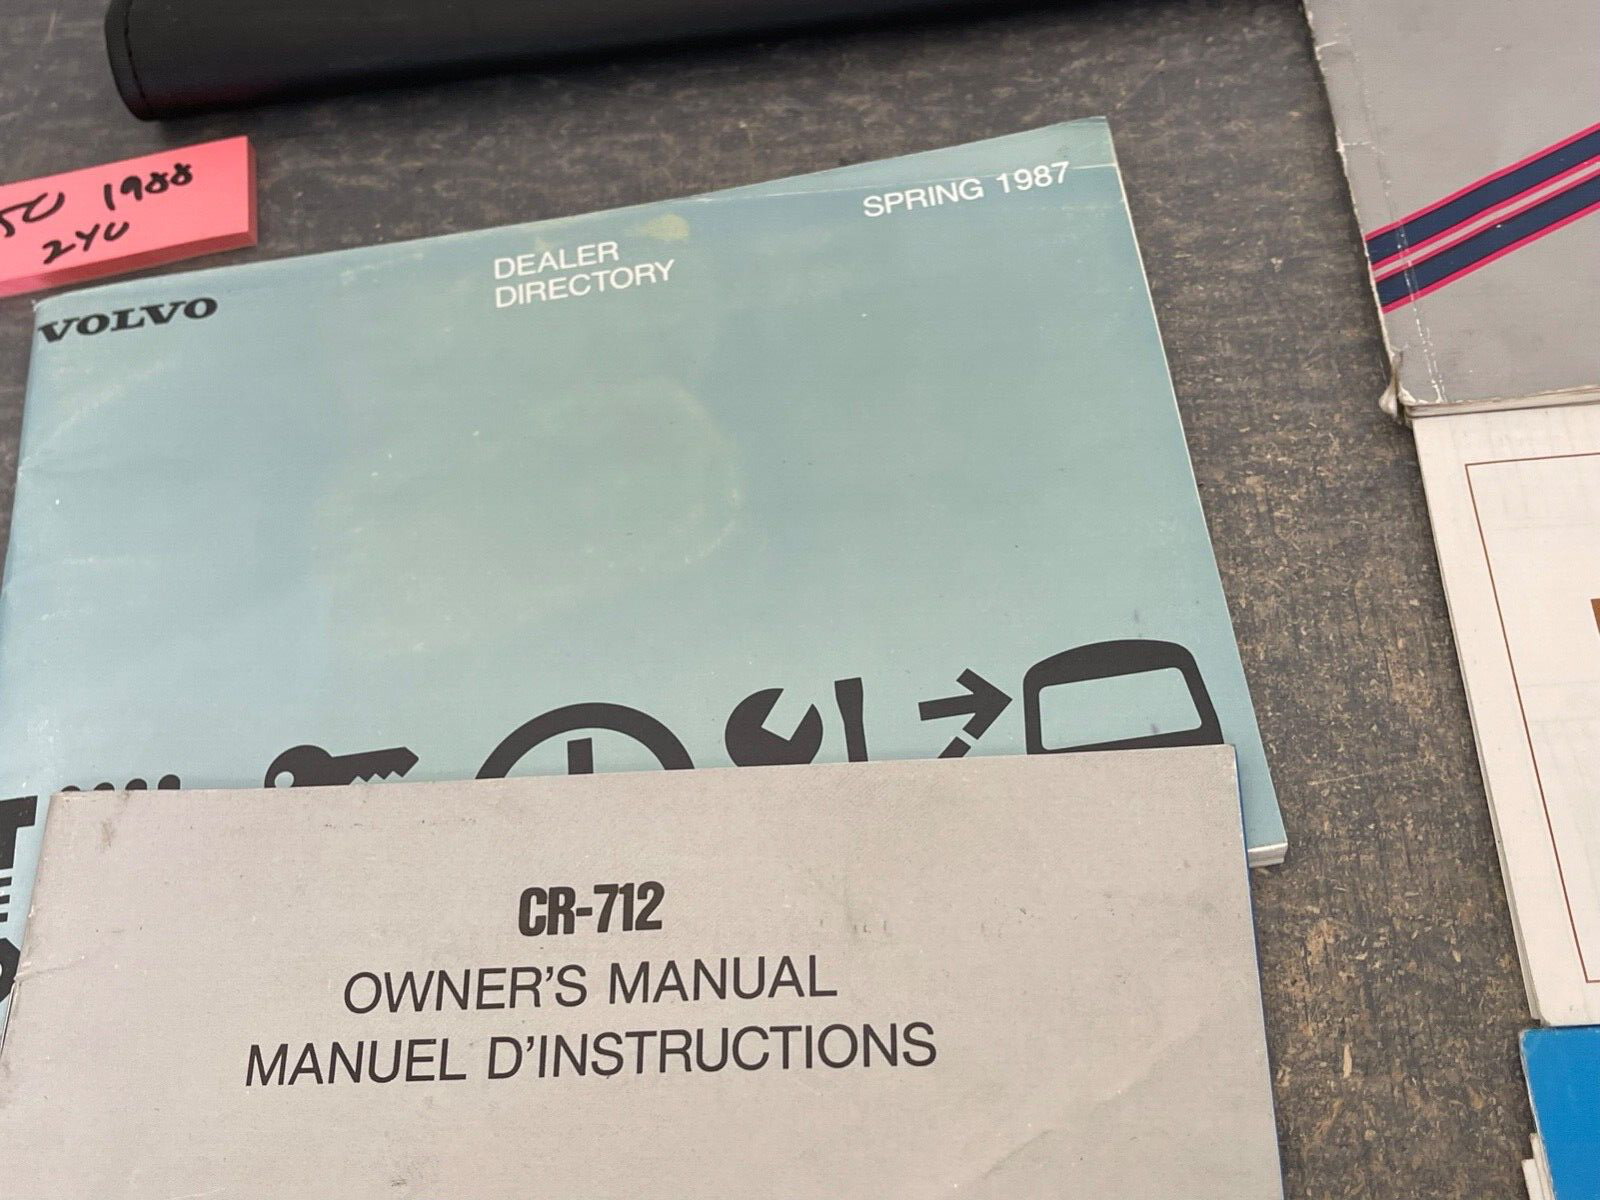 1988
240
VOLVO
DEALER
DIRECTORY
SPRING 1987
CR-712
OWNER'S MANUAL
MANUEL D'INSTRUCTIONS